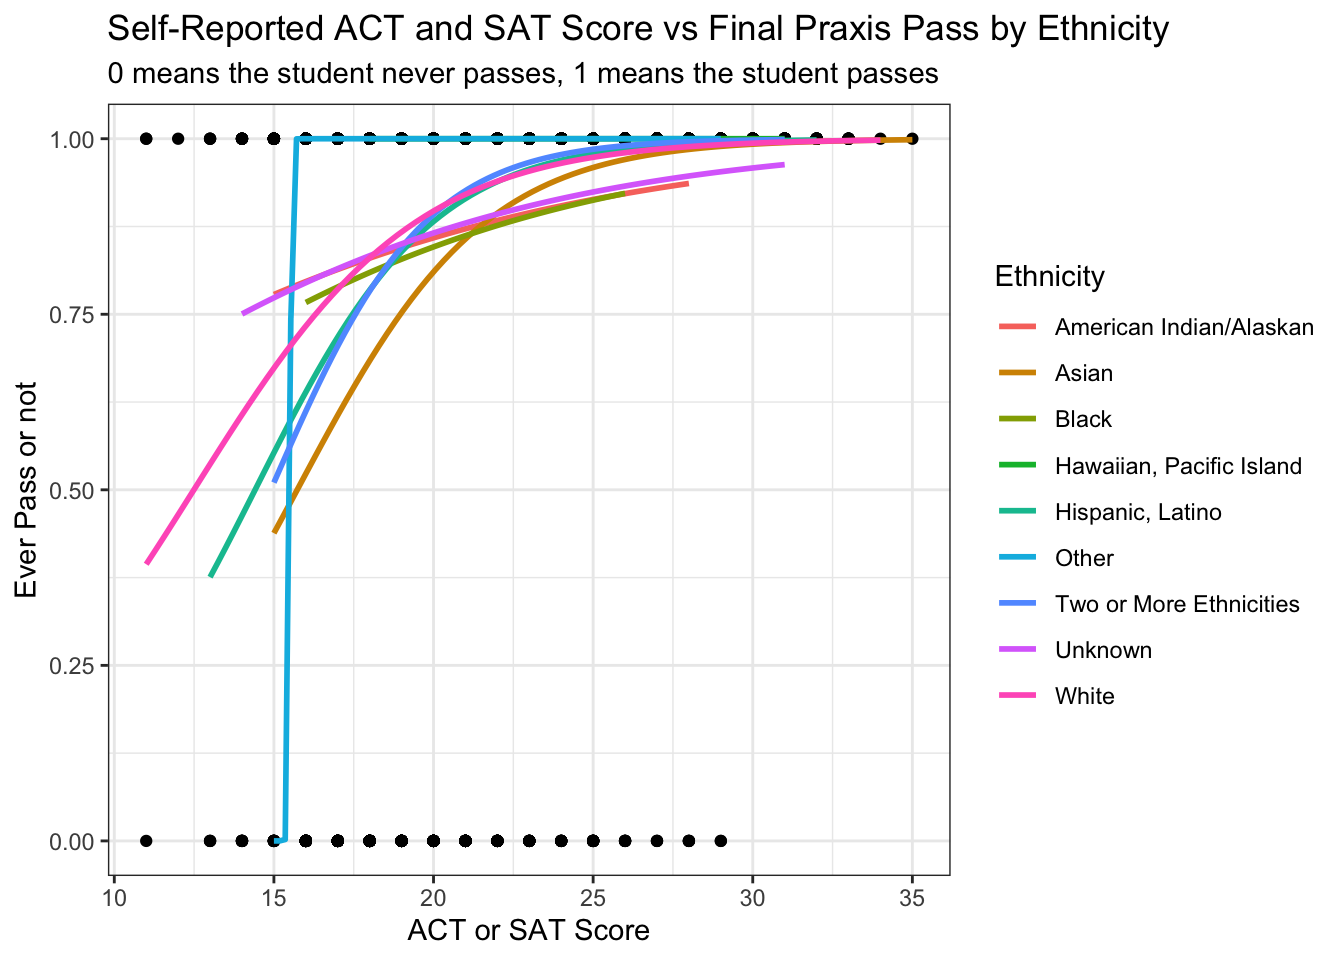 Self-Reported ACT and SAT Score vs Final Praxis Pass by Ethnicity
0 means the student never passes, 1 means the student passes
1.00
0.75
0.50
0.25
0.00
Ever Pass or not
10 15 20 25 30 35
ACT or SAT Score
Ethnicity
American Indian/Alaskan
Asian
Black
Hawaiian, Pacific Island
Hispanic, Latino
Other
Two or More Ethnicities
Unknown
White